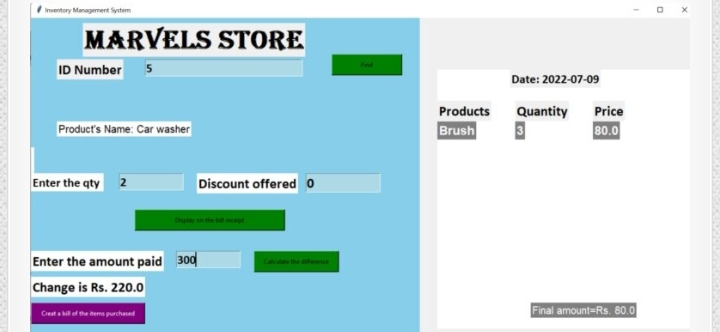 Inventory Management System
MARVELS STORE
ID Number 5
Find
Product's Name: Car washer
Enter the qty 2 Discount offered 0
Display on the bill receipt
Enter the amount paid 300 Calculate the difference
Change is Rs. 220.0
Creat a bill of the items purchased
Date: 2022-07-09
Products Quantity Price
Brush 3 80.0
Final amount=Rs. 80.0